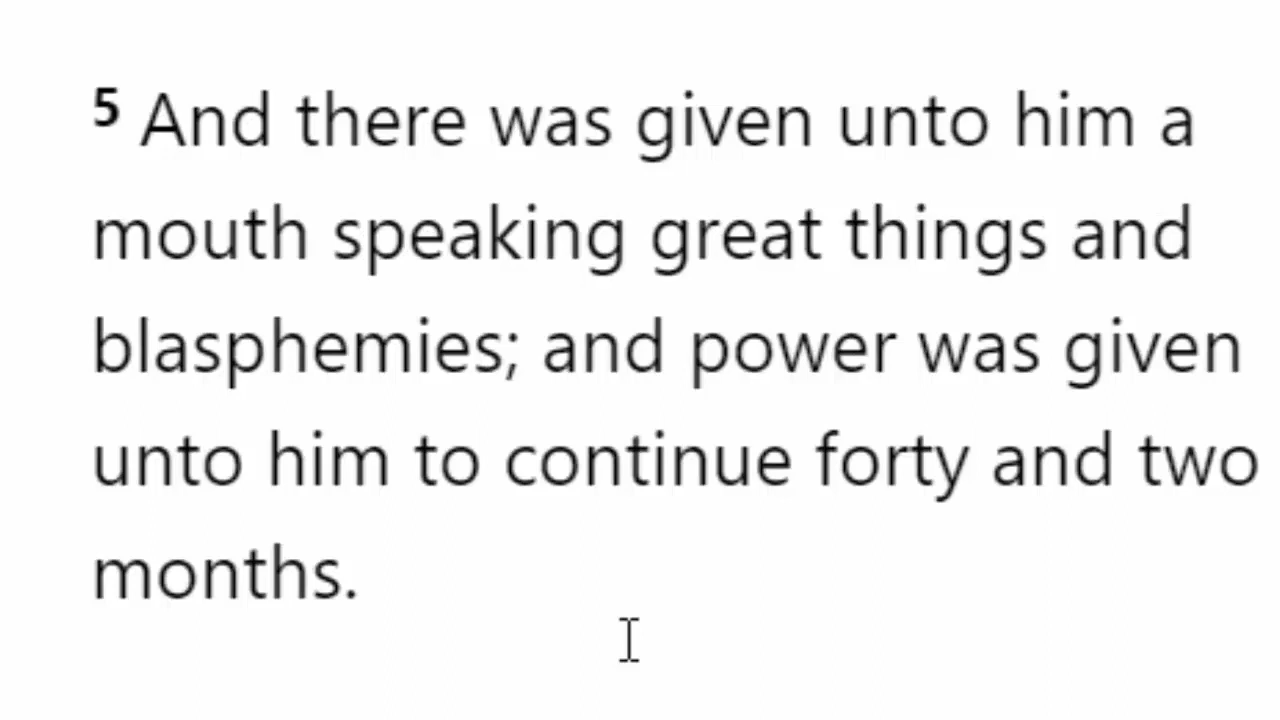 5 And there was given unto him a
mouth speaking great things and
blasphemies; and power was given
unto him to continue forty and two
months.